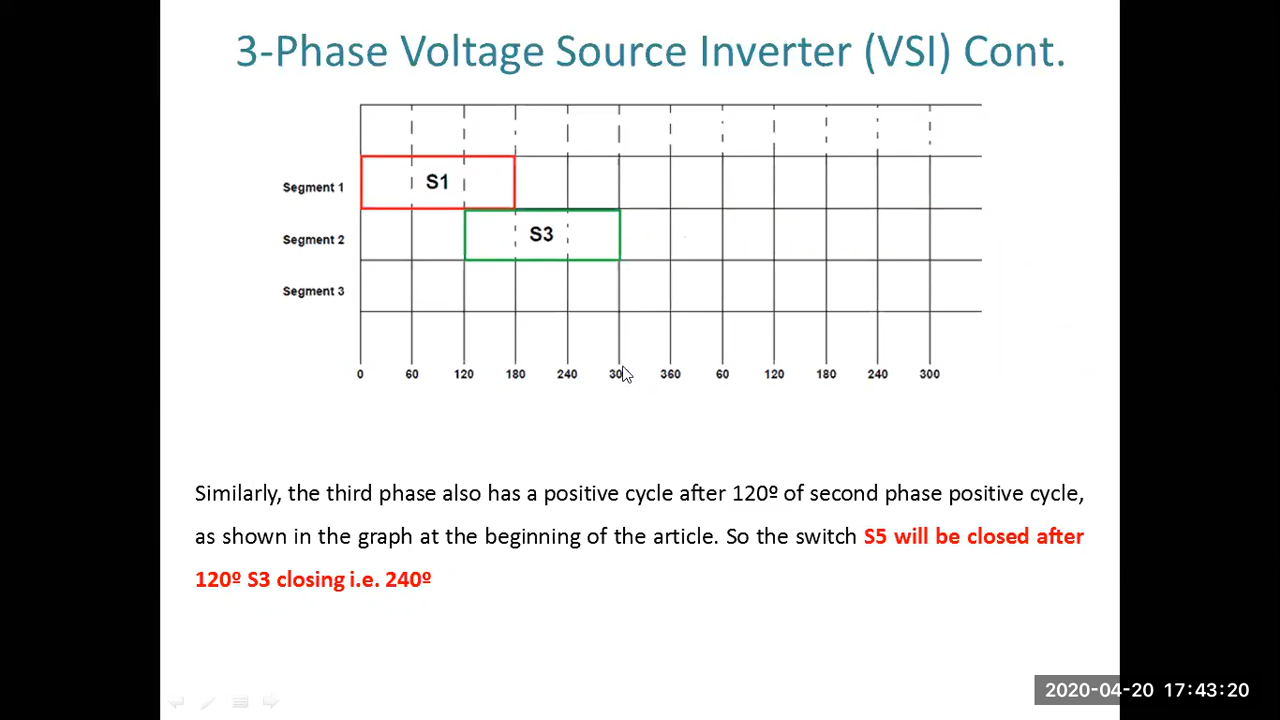 3-Phase Voltage Source Inverter (VSI) Cont.
Segment 1
S1
Segment 2
S3
Segment 3
0 60 120 180 240 300 360 60 120 180 240 300
Similarly, the third phase also has a positive cycle after 120º of second phase positive cycle,
as shown in the graph at the beginning of the article. So the switch S5 will be closed after
120º S3 closing i.e. 240º
2020-04-20 17:43:20